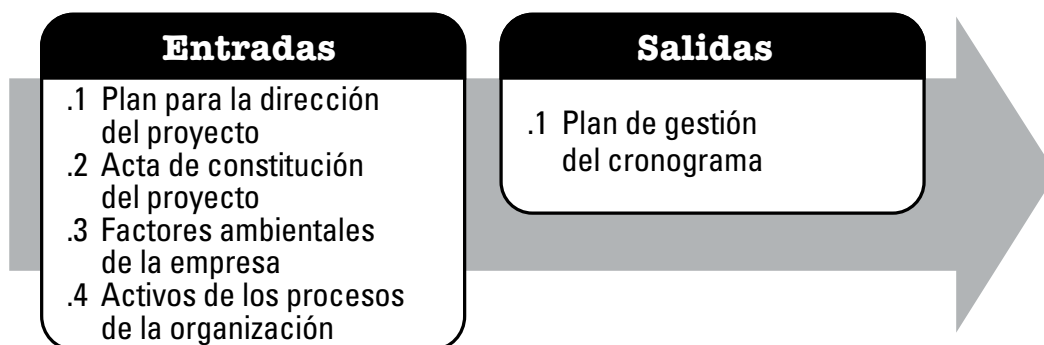 Entradas
.1 Plan para la dirección
del proyecto
.2 Acta de constitución
del proyecto
.3 Factores ambientales
de la empresa
.4 Activos de los procesos
de la organización
Salidas
.1 Plan de gestión
del cronograma